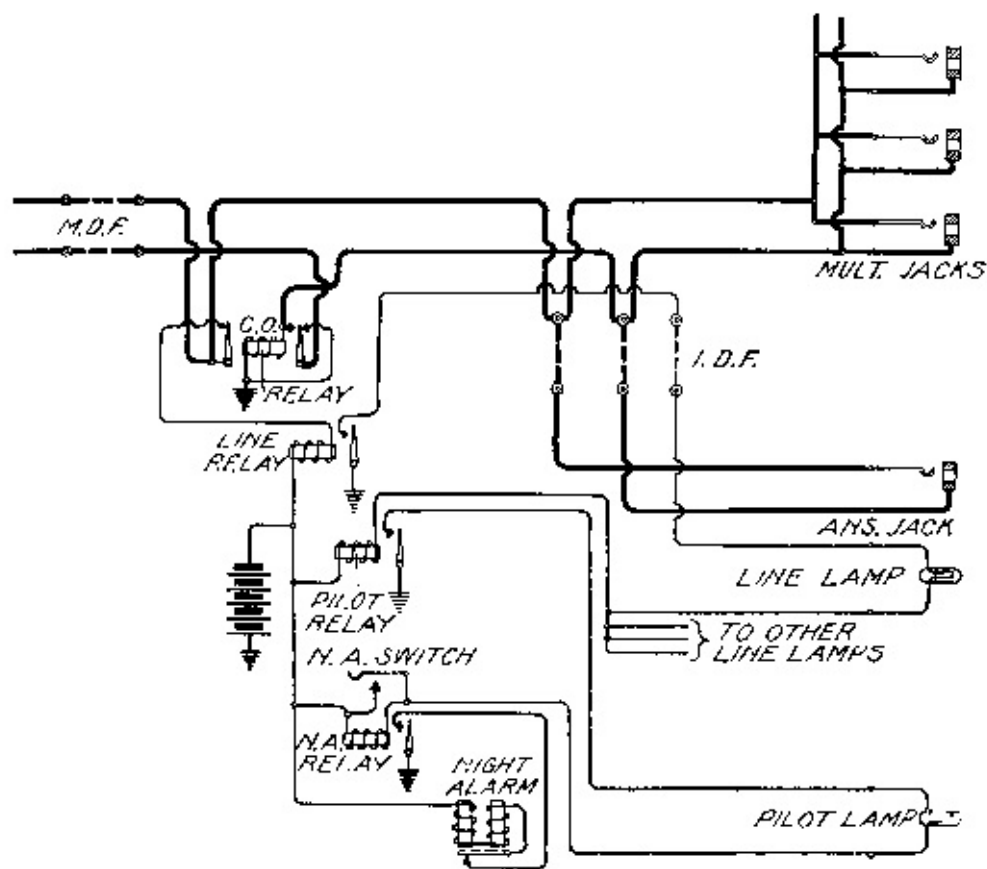 M.D.F.
MULT. JACKS
C.O.
RELAY
I.D.F.
LINE
RELAY
ANS. JACK
LINE LAMP
PILOT
RELAY
TO OTHER
LINE LAMPS
N.A. SWITCH
N.A.
RELAY
NIGHT
ALARM
PILOT LAMP